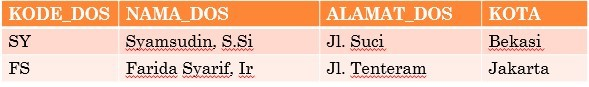 KODE_DOS NAMA_DOS ALAMAT_DOS KOTA
SY Syamsudin, S.Si Jl. Suci Bekasi
FS Farida Syarif, Ir Jl. Tenteram Jakarta